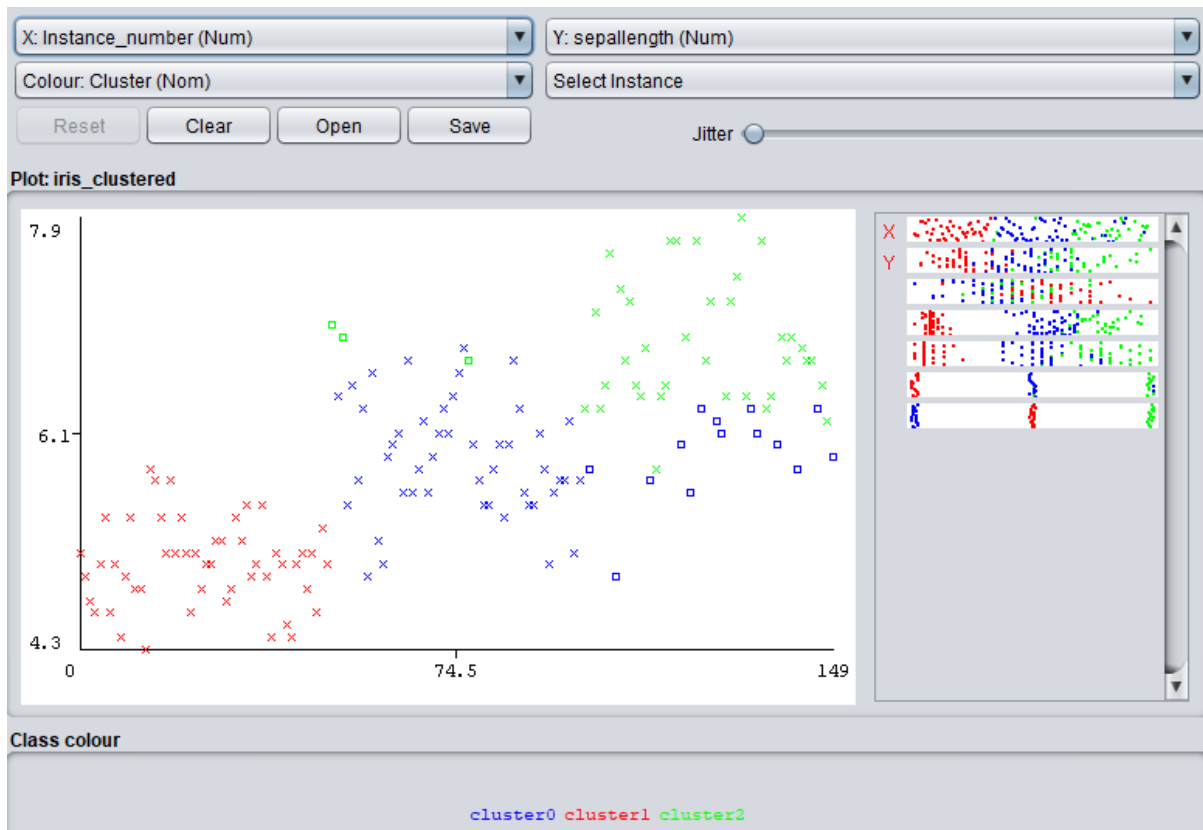 X: Instance_number (Num) Y: sepallength (Num)
Colour: Cluster (Nom) Select Instance
Reset Clear Open Save Jitter
Plot: iris_clustered
7.9
6.1
4.3
0 74.5 149
X
Y
Class colour
cluster0 cluster1 cluster2